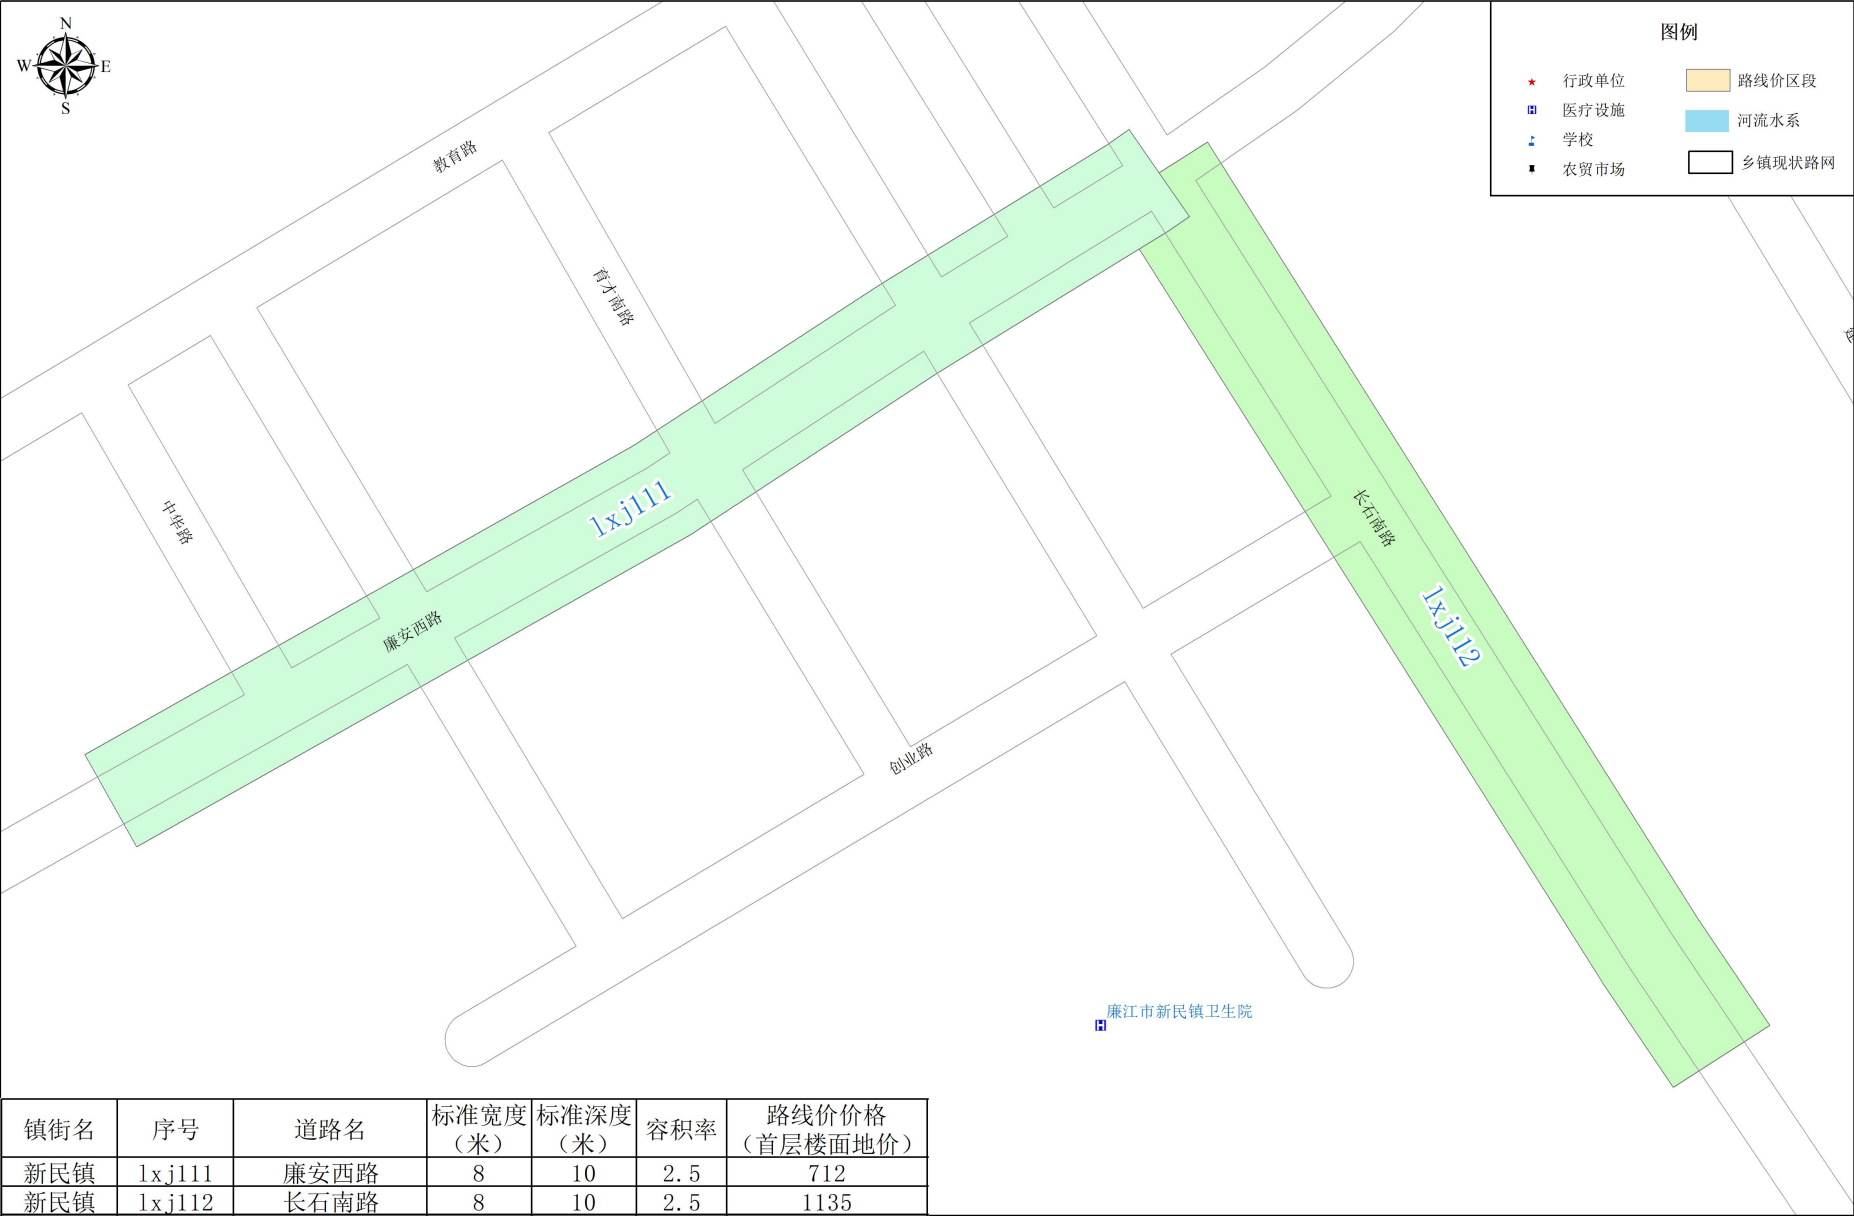 N
W E
S
图例
行政单位
路线价区段
医疗设施
河流水系
学校
乡镇现状路网
农贸市场
教育路
育才南路
中华路
lxj111
廉安西路
长石南路
lxj112
创业路
廉江市新民镇卫生院
镇街名 序号 道路名 标准宽度（米） 标准深度（米） 容积率 路线价价格（首层楼面地价）
新民镇 lxj111 廉安西路 8 10 2.5 712
新民镇 lxj112 长石南路 8 10 2.5 1135